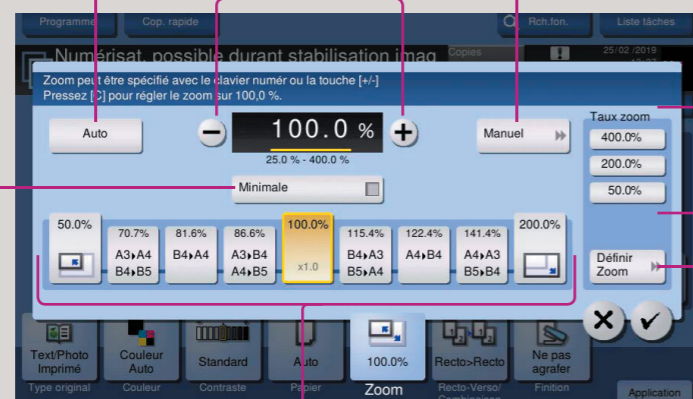 Programme
Cop. rapide
Rch.fon.
Liste tâches
Numérisat. possible durant stabilisation imag
Copies
25/02/2019
Zoom peut être spécifié avec le clavier numér ou la touche [+/-]
Pressez [C] pour régler le zoom sur 100,0 %.
Auto
100.0 %
25.0 % - 400.0 %
Manuel
Taux zoom
400.0%
200.0%
50.0%
Minimale
50.0%
70.7%
A3▸A4
B4▸B5
81.6%
B4▸A4
86.6%
A3▸B4
A4▸B5
100.0%
x1.0
115.4%
B4▸A3
B5▸A4
122.4%
A4▸B4
141.4%
A4▸A3
B5▸B4
200.0%
Définir
Zoom
Text/Photo
Imprimé
Couleur
Auto
Standard
Auto
100.0%
Recto>Recto
Ne pas
agrafer
Type original
Couleur
Contraste
Papier
Zoom
Recto-Verso/
Finition
Application